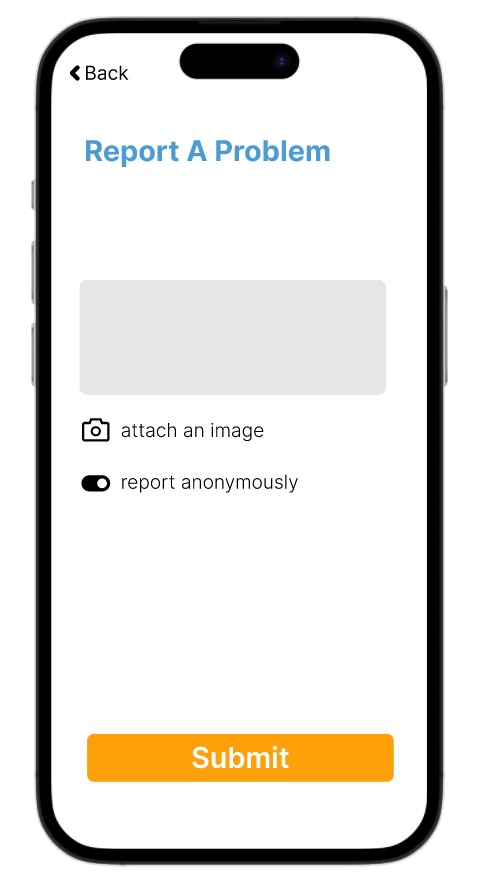 Back
Report A Problem
attach an image
report anonymously
Submit